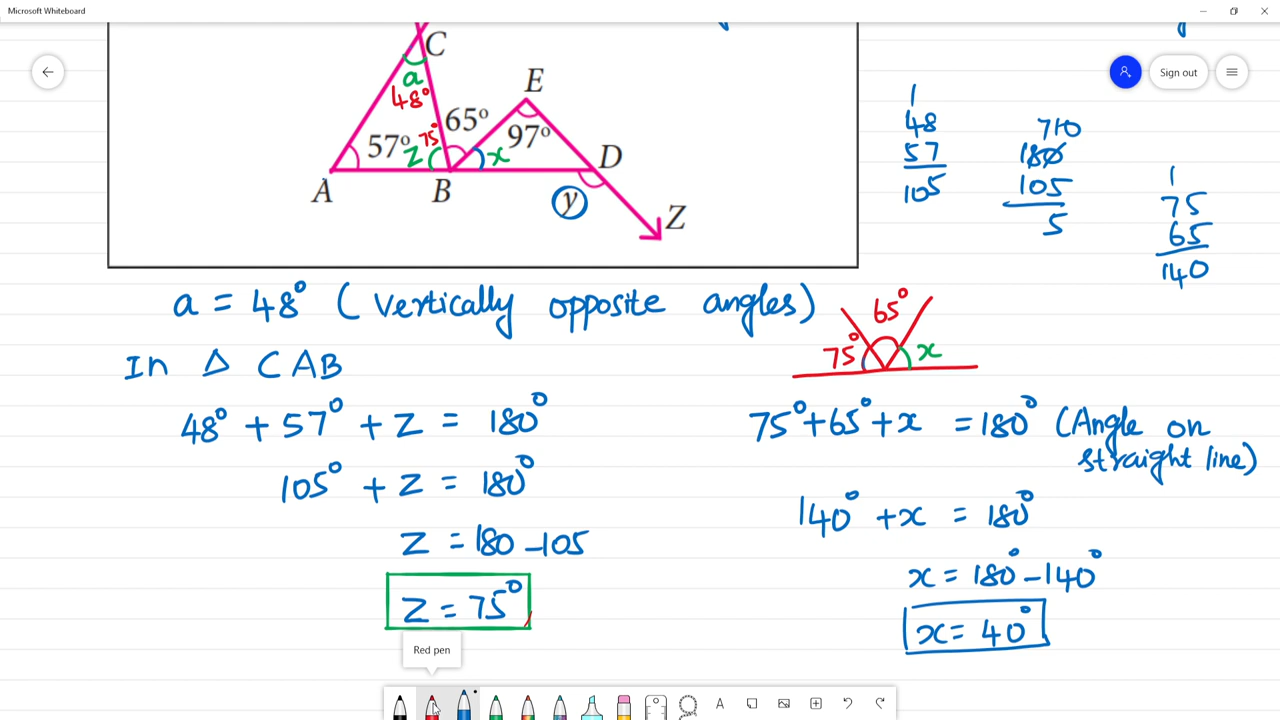 Microsoft Whiteboard
Sign out
C
a
48°
E
57°
75°
65°
97°
z
x
A
B
D
y
Z
1
48
57
105
710
180
105
5
1
75
65
140
a = 48° (vertically opposite angles)
In Δ CAB
48° + 57° + z = 180°
105° + z = 180°
z = 180 - 105
z = 75°
65°
75°
x
75° + 65° + x = 180° (Angle on
straight line)
140° + x = 180°
x = 180° - 140°
x = 40°
Red pen
A